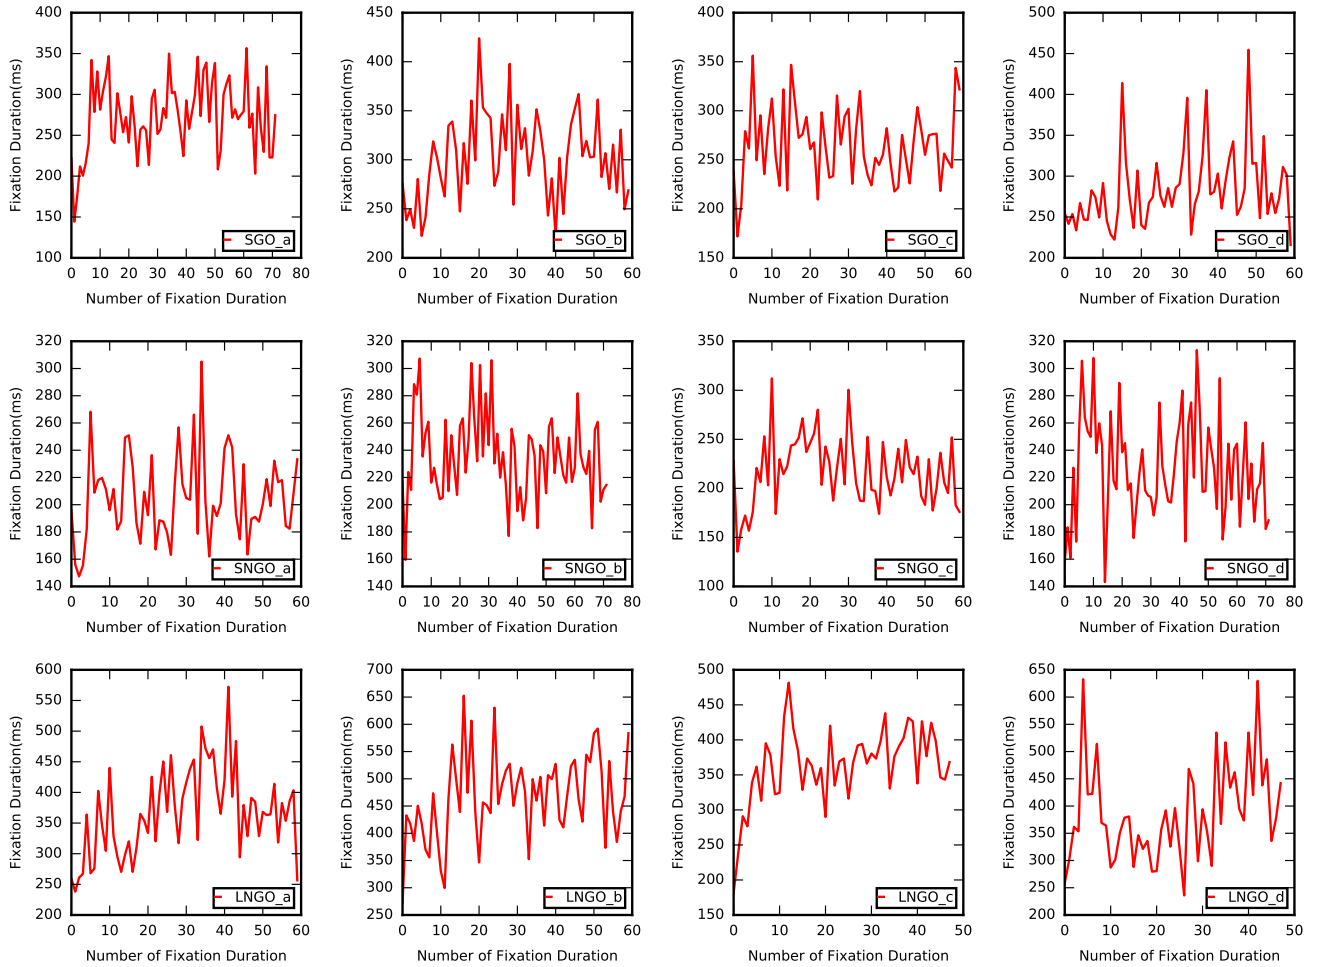 400
350
300
250
200
150
100
Fixation Duration(ms)
SGO_a
0 10 20 30 40 50 60 70 80
Number of Fixation Duration
450
400
350
300
250
200
Fixation Duration(ms)
SGO_b
0 10 20 30 40 50 60
Number of Fixation Duration
400
350
300
250
200
150
Fixation Duration(ms)
SGO_c
0 10 20 30 40 50 60
Number of Fixation Duration
500
450
400
350
300
250
200
Fixation Duration(ms)
SGO_d
0 10 20 30 40 50 60
Number of Fixation Duration
320
300
280
260
240
220
200
180
160
140
Fixation Duration(ms)
SNGO_a
0 10 20 30 40 50 60
Number of Fixation Duration
320
300
280
260
240
220
200
180
160
140
Fixation Duration(ms)
SNGO_b
0 10 20 30 40 50 60 70 80
Number of Fixation Duration
350
300
250
200
150
100
Fixation Duration(ms)
SNGO_c
0 10 20 30 40 50 60
Number of Fixation Duration
320
300
280
260
240
220
200
180
160
140
Fixation Duration(ms)
SNGO_d
0 10 20 30 40 50 60 70 80
Number of Fixation Duration
600
550
500
450
400
350
300
250
200
Fixation Duration(ms)
LNGO_a
0 10 20 30 40 50 60
Number of Fixation Duration
700
650
600
550
500
450
400
350
300
250
Fixation Duration(ms)
LNGO_b
0 10 20 30 40 50 60
Number of Fixation Duration
500
450
400
350
300
250
200
150
Fixation Duration(ms)
LNGO_c
0 10 20 30 40 50
Number of Fixation Duration
650
600
550
500
450
400
350
300
250
200
Fixation Duration(ms)
LNGO_d
0 10 20 30 40 50
Number of Fixation Duration